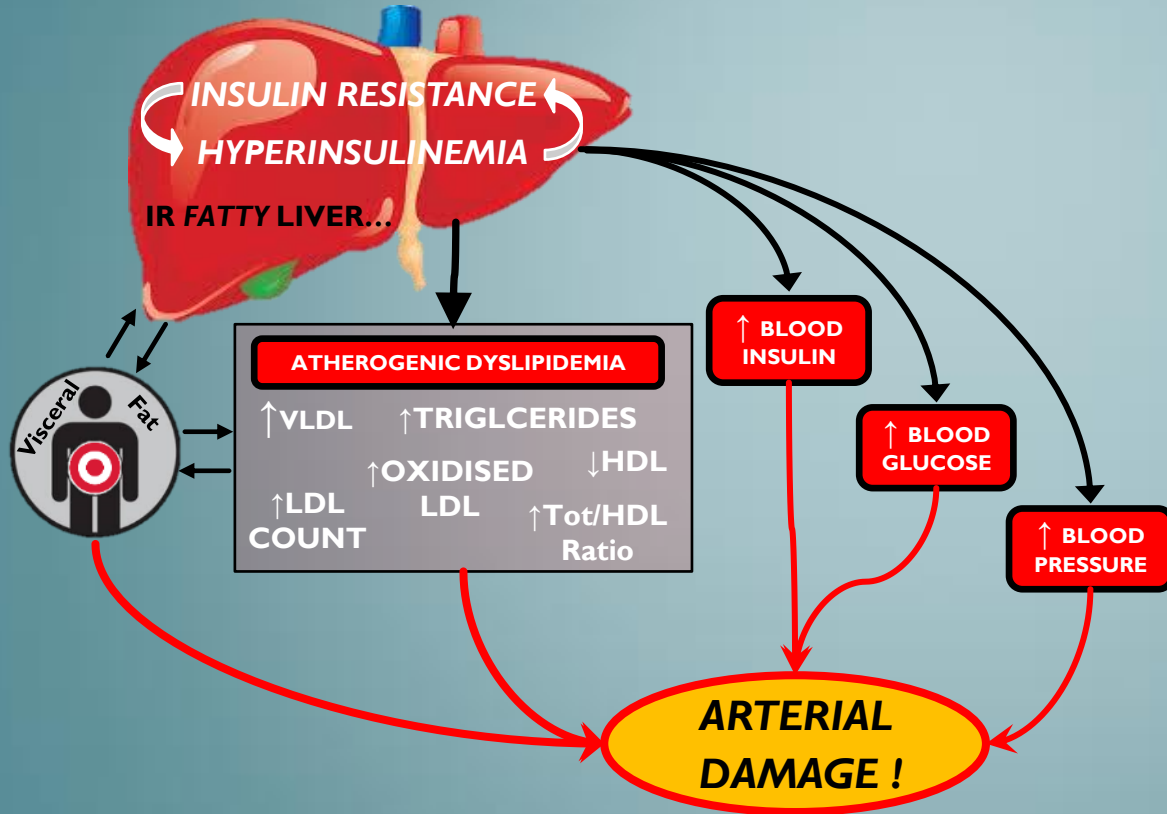 INSULIN RESISTANCE
HYPERINSULINEMIA
IR FATTY LIVER...
Visceral Fat
ATHEROGENIC DYSLIPIDEMIA
↑VLDL
↑TRIGLCERIDES
↑OXIDISED
LDL
↓HDL
↑LDL
COUNT
↑Tot/HDL
Ratio
↑ BLOOD
INSULIN
↑ BLOOD
GLUCOSE
↑ BLOOD
PRESSURE
ARTERIAL
DAMAGE !